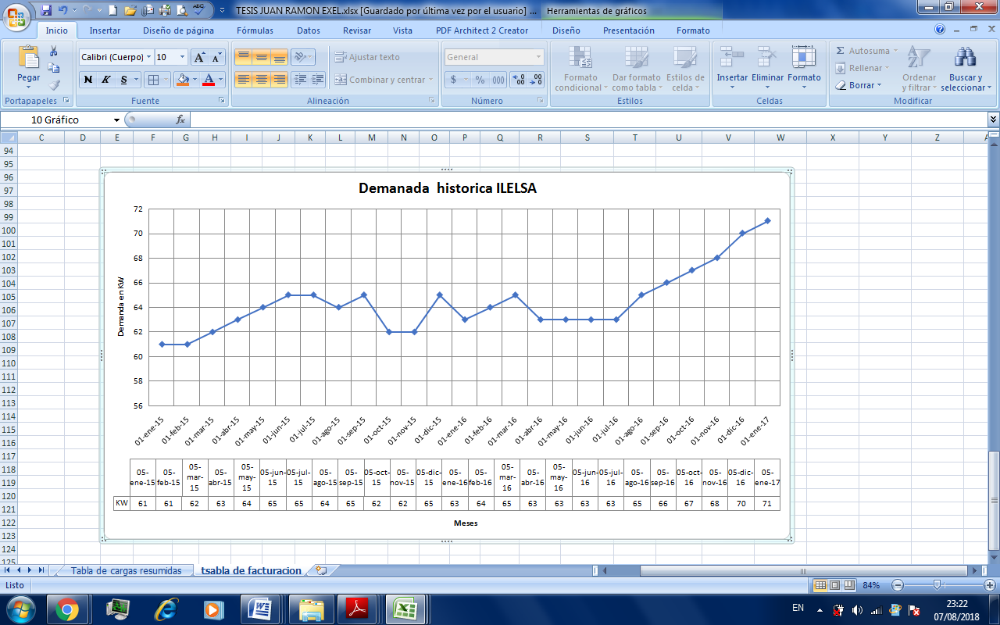 TESIS JUAN RAMON EXEL.xlsx [Guardado por última vez por el usuario] ... Herramientas de gráficos
Inicio Insertar Diseño de página Fórmulas Datos Revisar Vista PDF Architect 2 Creator Diseño Presentación Formato
Calibri (Cuerpo) 10 A A Ajustar texto General Autosuma
Pegar N K S A Combinar y centrar $ % 000 Formato condicional Dar formato como tabla Estilos de celda Insertar Eliminar Formato Rellenar Borrar Ordenar y filtrar Buscar y seleccionar
Portapapeles Fuente Alineación Número Estilos Celdas Modificar
10 Gráfico fx
C D E F G H I J K L M N O P Q R S T U V W X Y Z
94
95
96
97
98
99
100
101
102
103
104
105
106
107
108
109
110
111
112
113
114
115
116
117
118
119
120
121
122
123
124
125
Demanada historica ILELSA
Demanda en KW
72
70
68
66
64
62
60
58
56
01-ene-15 01-feb-15 01-mar-15 01-abr-15 01-may-15 01-jun-15 01-jul-15 01-ago-15 01-sep-15 01-oct-15 01-nov-15 01-dic-15 01-ene-16 01-feb-16 01-mar-16 01-abr-16 01-may-16 01-jun-16 01-jul-16 01-ago-16 01-sep-16 01-oct-16 01-nov-16 01-dic-16 01-ene-17
05-ene-15 05-feb-15 05-mar-15 05-abr-15 05-may-15 05-jun-15 05-jul-15 05-ago-15 05-sep-15 05-oct-15 05-nov-15 05-dic-15 05-ene-16 05-feb-16 05-mar-16 05-abr-16 05-may-16 05-jun-16 05-jul-16 05-ago-16 05-sep-16 05-oct-16 05-nov-16 05-dic-16 05-ene-17
KW 61 61 62 63 64 65 65 64 65 62 62 65 63 64 65 63 63 63 63 65 66 67 68 70 71
Meses
Tabla de cargas resumidas tsabla de facturacion
Listo 84%
EN 23:22
07/08/2018